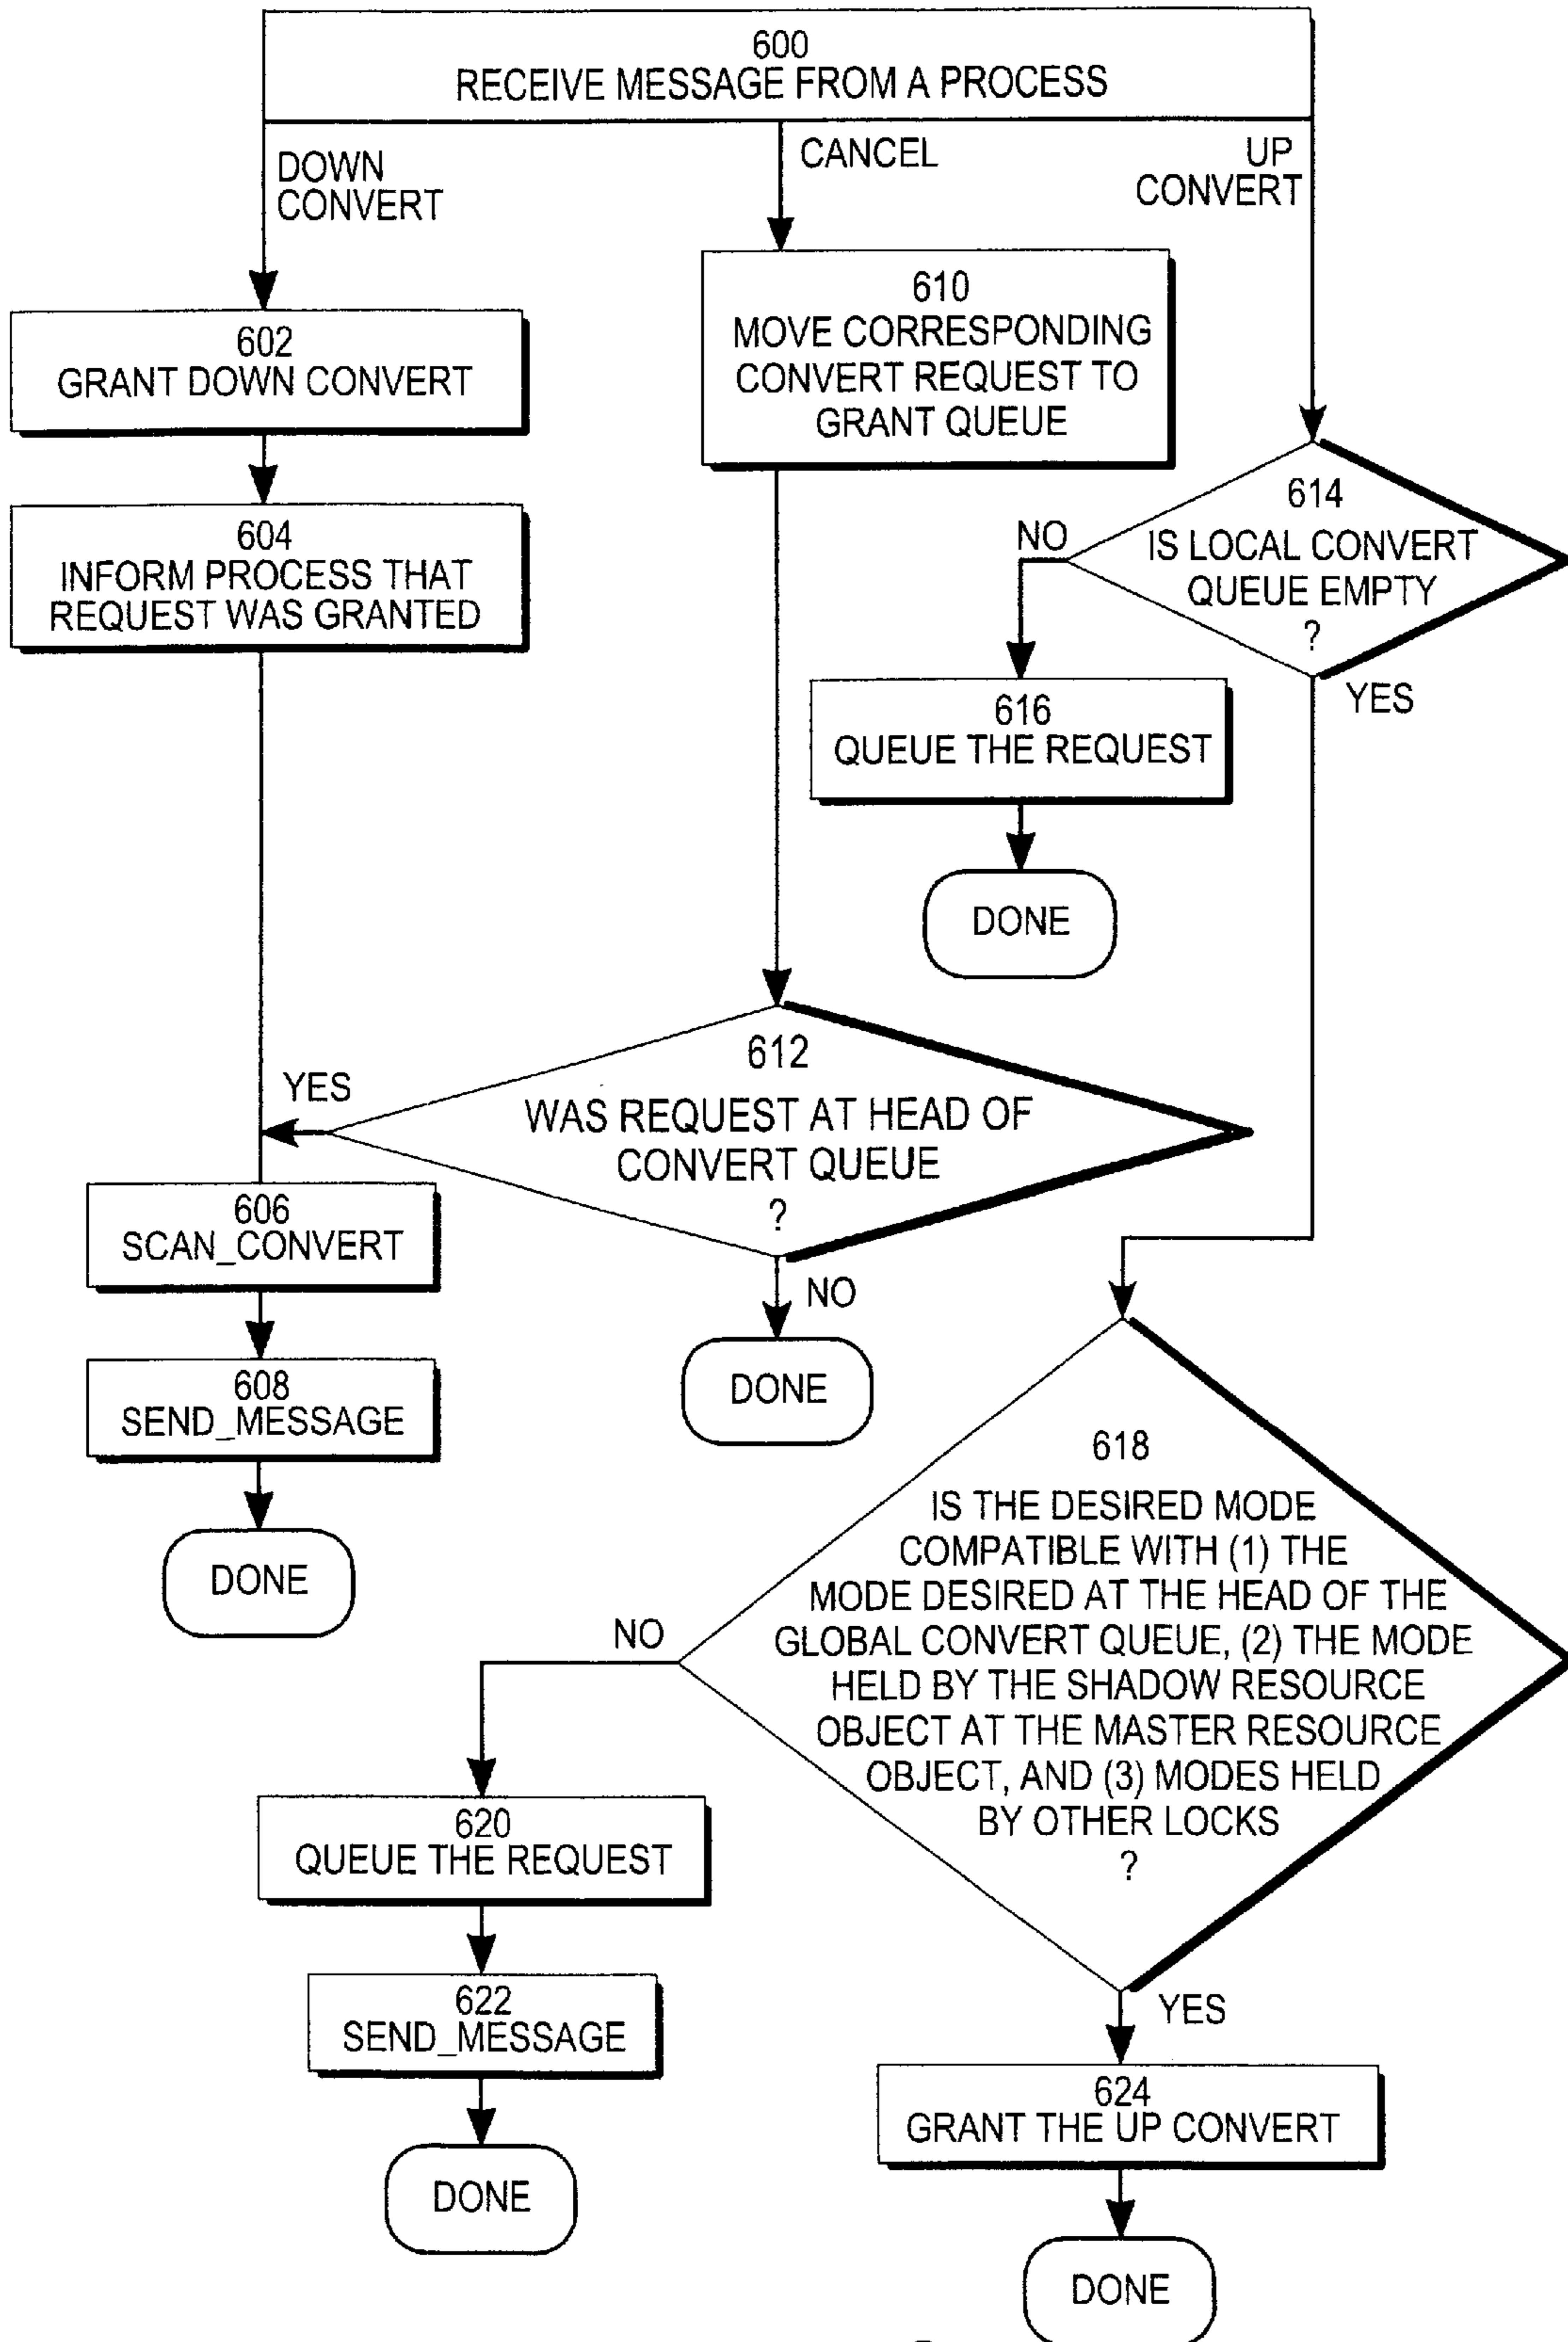 600
RECEIVE MESSAGE FROM A PROCESS
DOWN
CONVERT
CANCEL
UP
CONVERT
602
GRANT DOWN CONVERT
604
INFORM PROCESS THAT
REQUEST WAS GRANTED
610
MOVE CORRESPONDING
CONVERT REQUEST TO
GRANT QUEUE
614
IS LOCAL CONVERT
QUEUE EMPTY
?
NO
YES
616
QUEUE THE REQUEST
DONE
612
WAS REQUEST AT HEAD OF
CONVERT QUEUE
?
YES
NO
DONE
606
SCAN_CONVERT
608
SEND_MESSAGE
DONE
618
IS THE DESIRED MODE
COMPATIBLE WITH (1) THE
MODE DESIRED AT THE HEAD OF THE
GLOBAL CONVERT QUEUE, (2) THE MODE
HELD BY THE SHADOW RESOURCE
OBJECT AT THE MASTER RESOURCE
OBJECT, AND (3) MODES HELD
BY OTHER LOCKS
?
NO
YES
620
QUEUE THE REQUEST
622
SEND_MESSAGE
DONE
624
GRANT THE UP CONVERT
DONE